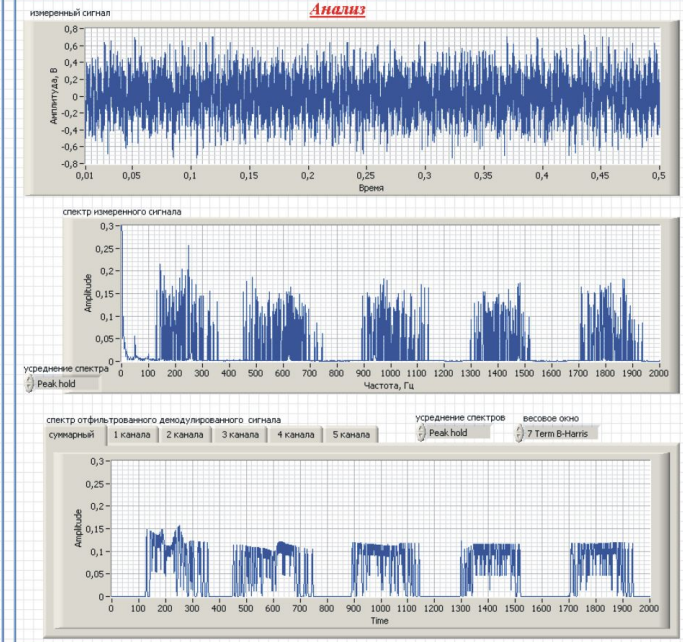 Анализ
измеренный сигнал
Амплитуда, В
0,8
0,6
0,4
0,2
0
-0,2
-0,4
-0,6
-0,8
0,01 0,05 0,1 0,15 0,2 0,25 0,3 0,35 0,4 0,45 0,5
Время
спектр измеренного сигнала
Amplitude
0,3
0,25
0,2
0,15
0,1
0,05
0
0 100 200 300 400 500 600 700 800 900 1000 1100 1200 1300 1400 1500 1600 1700 1800 1900 2000
Частота, Гц
усреднение спектра
Peak hold
спектр отфильтрованного демодулированного сигнала
усреднение спектров
весовое окно
Peak hold
7 Term B-Harris
суммарный 1 канала 2 канала 3 канала 4 канала 5 канала
Amplitude
0,3
0,25
0,2
0,15
0,1
0,05
0
0 100 200 300 400 500 600 700 800 900 1000 1100 1200 1300 1400 1500 1600 1700 1800 1900 2000
Time